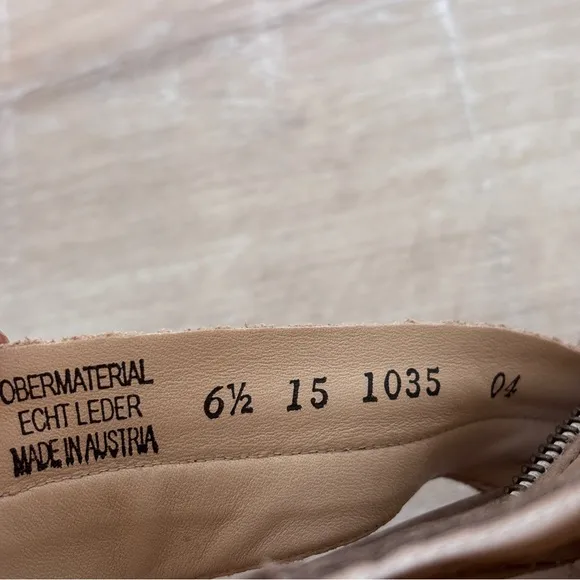 OBERMATERIAL
ECHT LEDER
MADE IN AUSTRIA
6½ 15 1035 04